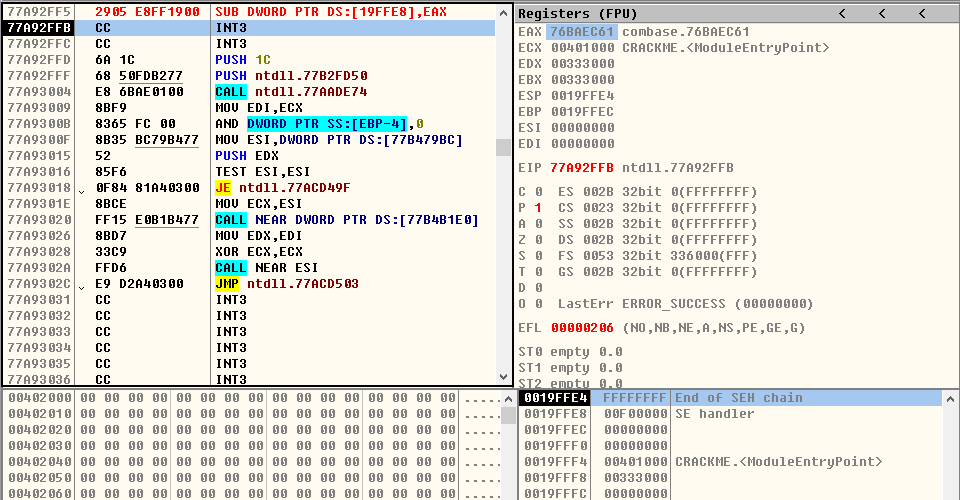 77A92FF5 2905 E8FF1900 SUB DWORD PTR DS:[19FFE8],EAX
77A92FFB CC INT3
77A92FFC CC INT3
77A92FFD 6A 1C PUSH 1C
77A92FFF 68 50FDB277 PUSH ntdll.77B2FD50
77A93004 E8 6BAE0100 CALL ntdll.77AADE74
77A93009 8BF9 MOV EDI,ECX
77A9300B 8365 FC 00 AND DWORD PTR SS:[EBP-4],0
77A9300F 8B35 BC79B477 MOV ESI,DWORD PTR DS:[77B479BC]
77A93015 52 PUSH EDX
77A93016 85F6 TEST ESI,ESI
77A93018 0F84 81A40300 JE ntdll.77ACD49F
77A9301E 8BCE MOV ECX,ESI
77A93020 FF15 E0B1B477 CALL NEAR DWORD PTR DS:[77B4B1E0]
77A93026 8BD7 MOV EDX,EDI
77A93028 33C9 XOR ECX,ECX
77A9302A FFD6 CALL NEAR ESI
77A9302C E9 D2A40300 JMP ntdll.77ACD503
77A93031 CC INT3
77A93032 CC INT3
77A93033 CC INT3
77A93034 CC INT3
77A93035 CC INT3
77A93036 CC INT3
Registers (FPU) < < <
EAX 76BAEC61 combase.76BAEC61
ECX 00401000 CRACKME.<ModuleEntryPoint>
EDX 00333000
EBX 00333000
ESP 0019FFE4
EBP 0019FFEC
ESI 00000000
EDI 00000000
EIP 77A92FFB ntdll.77A92FFB
C 0 ES 002B 32bit 0(FFFFFFFF)
P 1 CS 0023 32bit 0(FFFFFFFF)
A 0 SS 002B 32bit 0(FFFFFFFF)
Z 0 DS 002B 32bit 0(FFFFFFFF)
S 0 FS 0053 32bit 336000(FFF)
T 0 GS 002B 32bit 0(FFFFFFFF)
D 0
O 0 LastErr ERROR_SUCCESS (00000000)
EFL 00000206 (NO,NB,NE,A,NS,PE,GE,G)
ST0 empty 0.0
ST1 empty 0.0
ST2 empty 0.0
00402000 00 00 00 00 00 00 00 00 00 00 00 00 00 00 00 00 .....
00402010 00 00 00 00 00 00 00 00 00 00 00 00 00 00 00 00 .....
00402020 00 00 00 00 00 00 00 00 00 00 00 00 00 00 00 00 .....
00402030 00 00 00 00 00 00 00 00 00 00 00 00 00 00 00 00 .....
00402040 00 00 00 00 00 00 00 00 00 00 00 00 00 00 00 00 .....
00402050 00 00 00 00 00 00 00 00 00 00 00 00 00 00 00 00 .....
00402060 00 00 00 00 00 00 00 00 00 00 00 00 00 00 00 00 .....
0019FFE4 FFFFFFFF End of SEH chain
0019FFE8 00F00000 SE handler
0019FFEC 00000000
0019FFF0 00000000
0019FFF4 00401000 CRACKME.<ModuleEntryPoint>
0019FFF8 00333000
0019FFFC 00000000